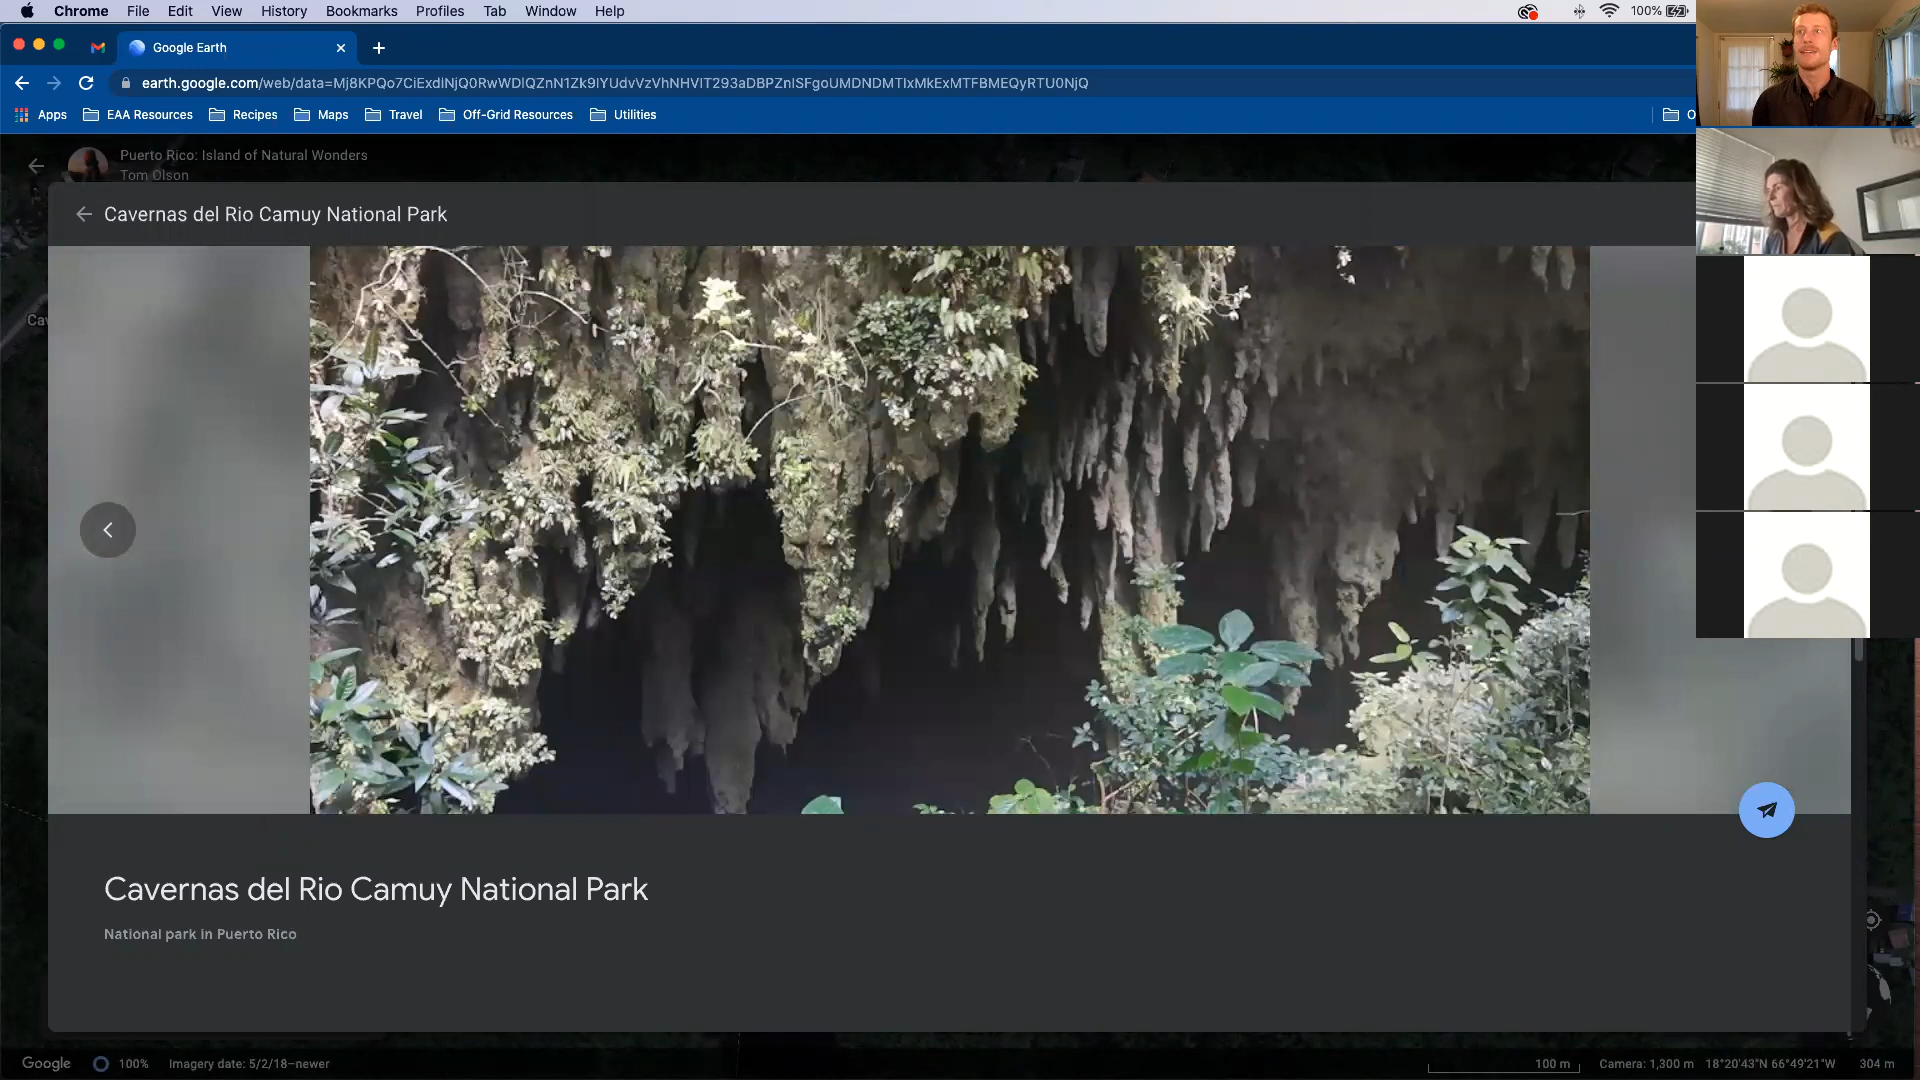 Chrome File Edit View History Bookmarks Profiles Tab Window Help
100%
Google Earth
earth.google.com/web/data=Mj8KPQo7CiExdlNjQ0RwWDlQZnN1Zk9lYUdvVzVhNHVlT293aDBPZnlSFgoUMDNDMTIxMkExMTFBMEQyRTU0NjQ
Apps EAA Resources Recipes Maps Travel Off-Grid Resources Utilities O
Puerto Rico: Island of Natural Wonders
Tom Olson
Cavernas del Rio Camuy National Park
Cav
Cavernas del Rio Camuy National Park
National park in Puerto Rico
Google 100% Imagery date: 5/2/18–newer 100 m Camera: 1,300 m 18°20'43"N 66°49'21"W 304 m